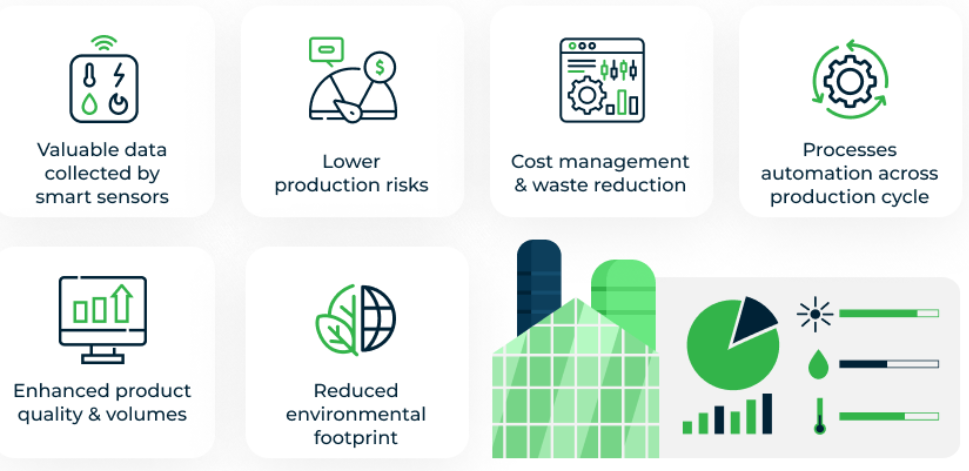 Valuable data
collected by
smart sensors
Lower
production risks
Cost management
& waste reduction
Processes
automation across
production cycle
Enhanced product
quality & volumes
Reduced
environmental
footprint